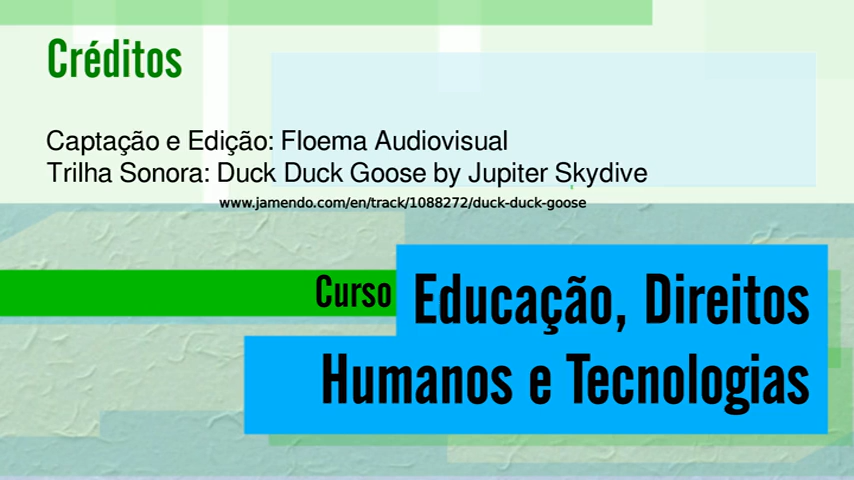 Créditos
Captação e Edição: Floema Audiovisual
Trilha Sonora: Duck Duck Goose by Jupiter Skydive
www.jamendo.com/en/track/1088272/duck-duck-goose
Curso Educação, Direitos
Humanos e Tecnologias